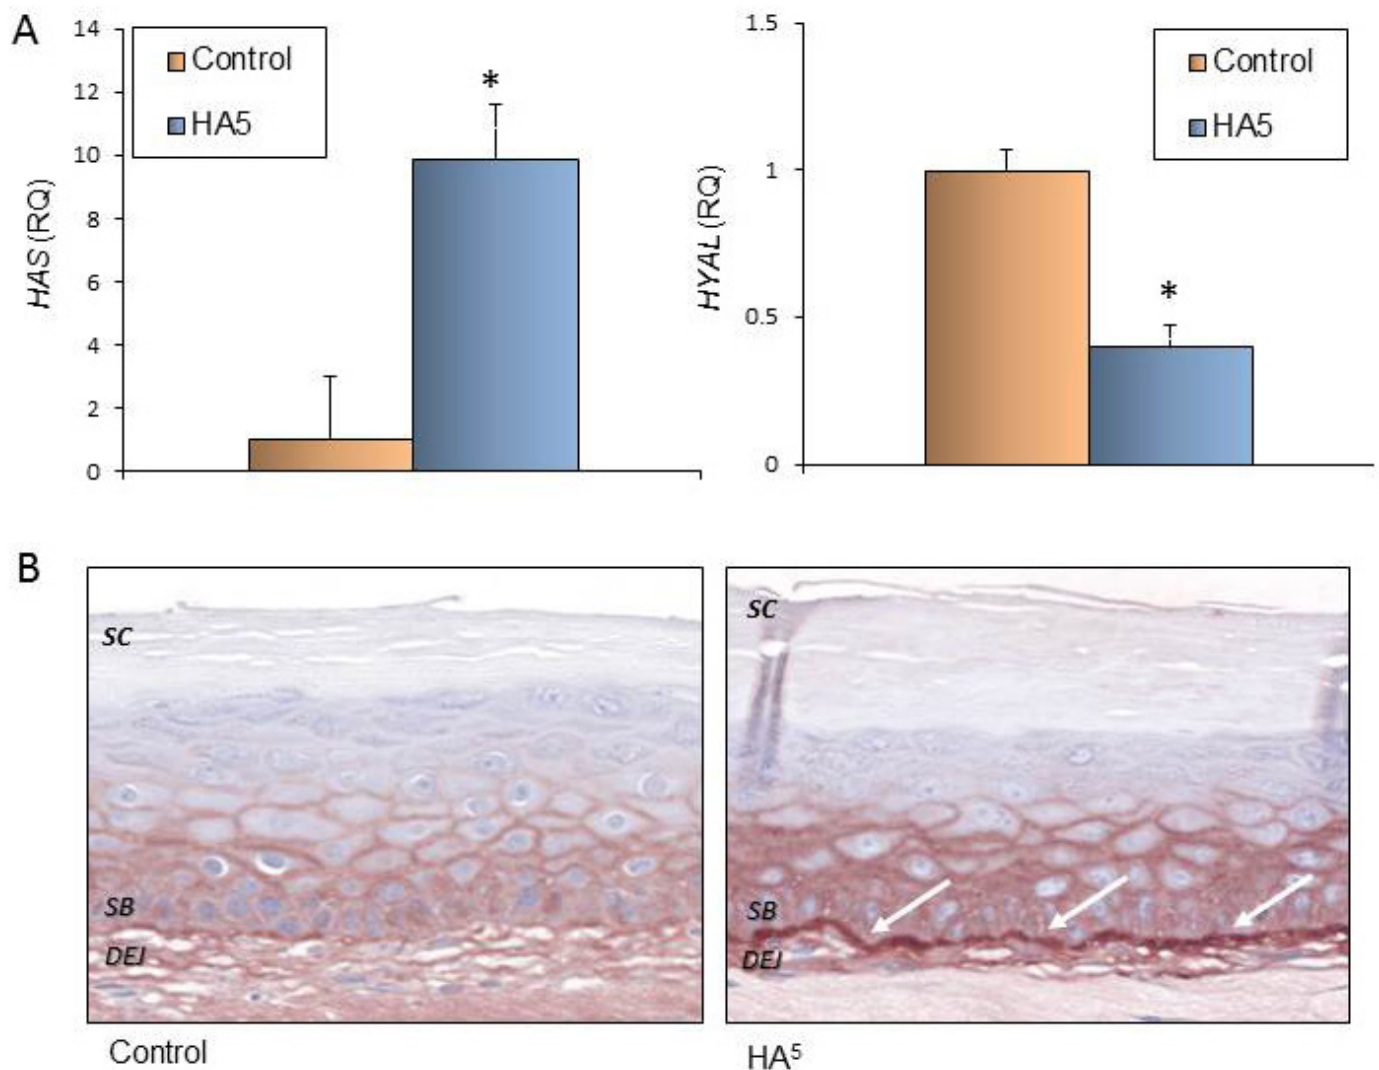 A
14
12
10
8
6
4
2
0
HAS (RQ)
Control
HA5
*
1.5
1
0.5
0
HYAL (RQ)
Control
HA5
*
B
SC
SB
DEJ
Control
SC
SB
DEJ
HA⁵